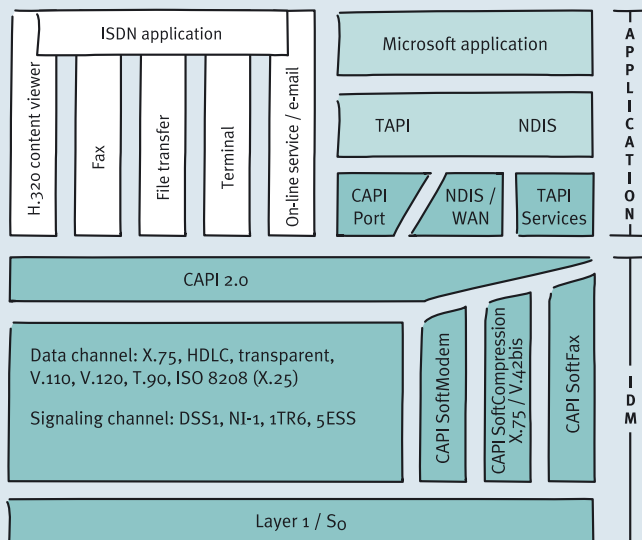 ISDN application
H.320 content viewer
Fax
File transfer
Terminal
On-line service / e-mail
Microsoft application
TAPI NDIS
CAPI
Port
NDIS /
WAN
TAPI
Services
APPLICATION
CAPI 2.0
Data channel: X.75, HDLC, transparent,
V.110, V.120, T.90, ISO 8208 (X.25)
Signaling channel: DSS1, NI-1, 1TR6, 5ESS
CAPI SoftModem
CAPI SoftCompression
X.75 / V.42bis
CAPI SoftFax
IDM
Layer 1 / S0